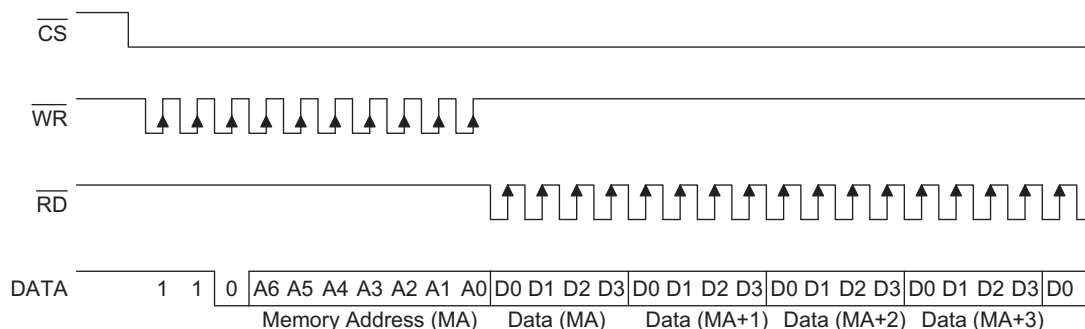 CS
WR
RD
DATA 1 1 0 A6 A5 A4 A3 A2 A1 A0 D0 D1 D2 D3 D0 D1 D2 D3 D0 D1 D2 D3 D0 D1 D2 D3 D0
Memory Address (MA) Data (MA) Data (MA+1) Data (MA+2) Data (MA+3)